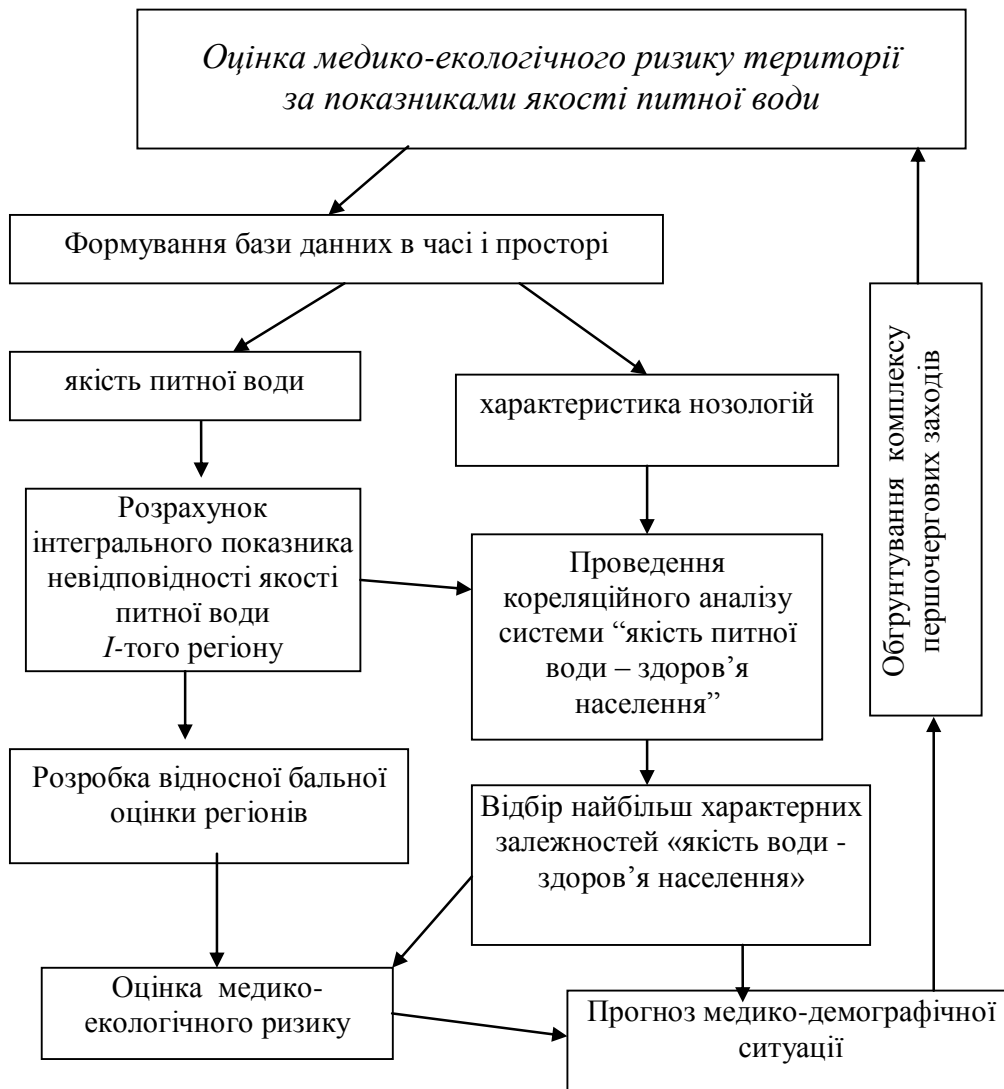 Оцінка медико-екологічного ризику території
за показниками якості питної води
Формування бази данних в часі і просторі
якість питної води
характеристика нозологій
Обгрунтування комплексу
першочергових заходів
Розрахунок
інтегрального показника
невідповідності якості
питної води
I-того регіону
Проведення
кореляційного аналізу
системи “якість питної
води – здоров’я
населення”
Розробка відносної бальної
оцінки регіонів
Відбір найбільш характерних
залежностей «якість води -
здоров’я населення»
Оцінка медико-
екологічного ризику
Прогноз медико-демографічної
ситуації